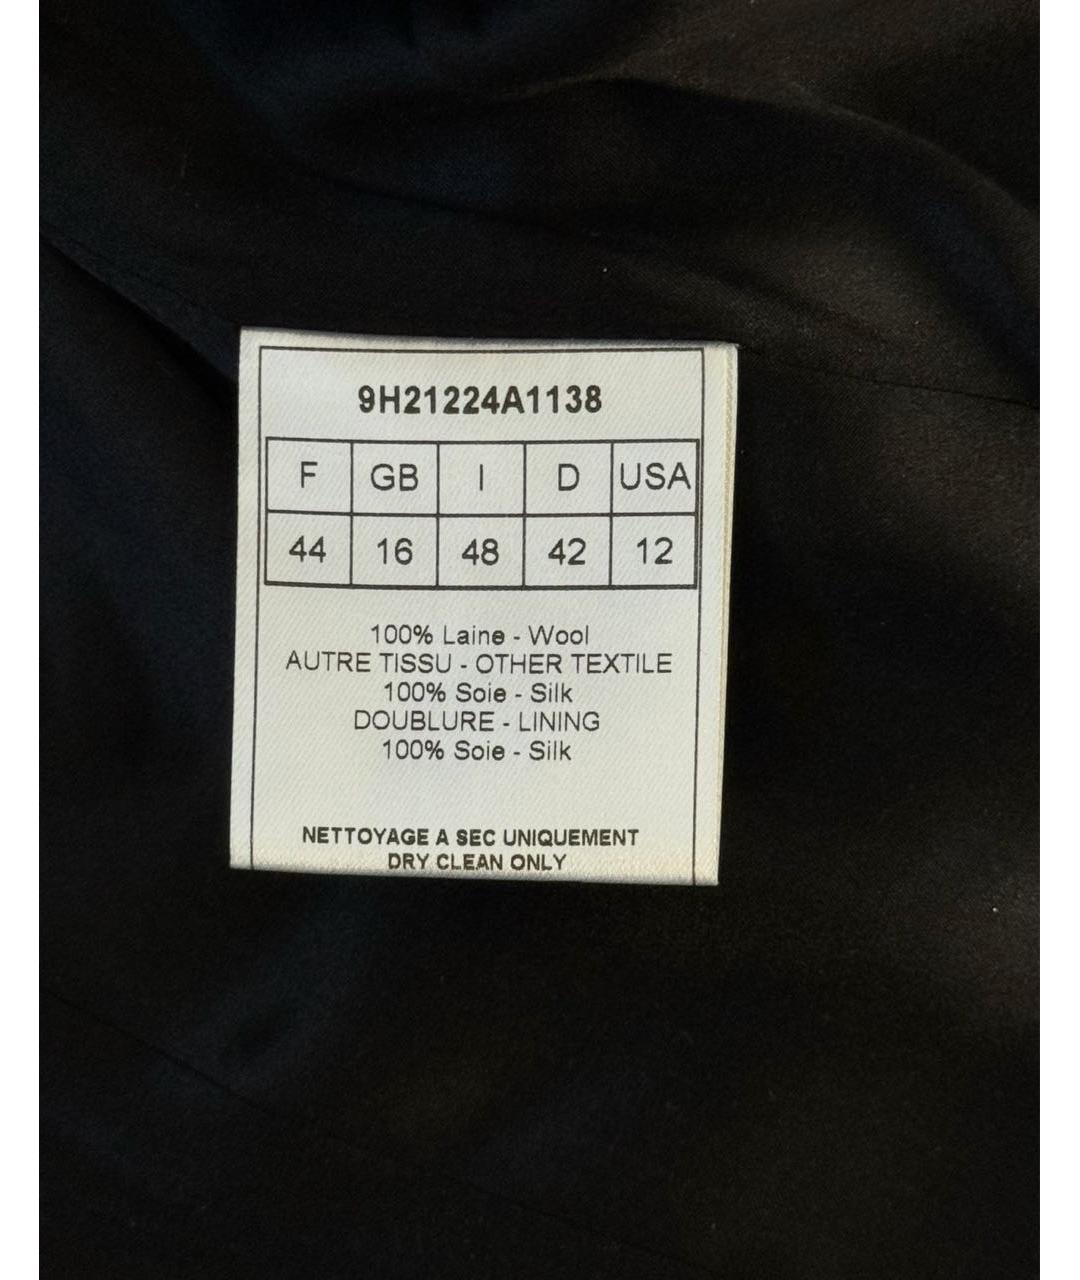 9H21224A1138
F GB I D USA
44 16 48 42 12
100% Laine - Wool
AUTRE TISSU - OTHER TEXTILE
100% Soie - Silk
DOUBLURE - LINING
100% Soie - Silk
NETTOYAGE A SEC UNIQUEMENT
DRY CLEAN ONLY